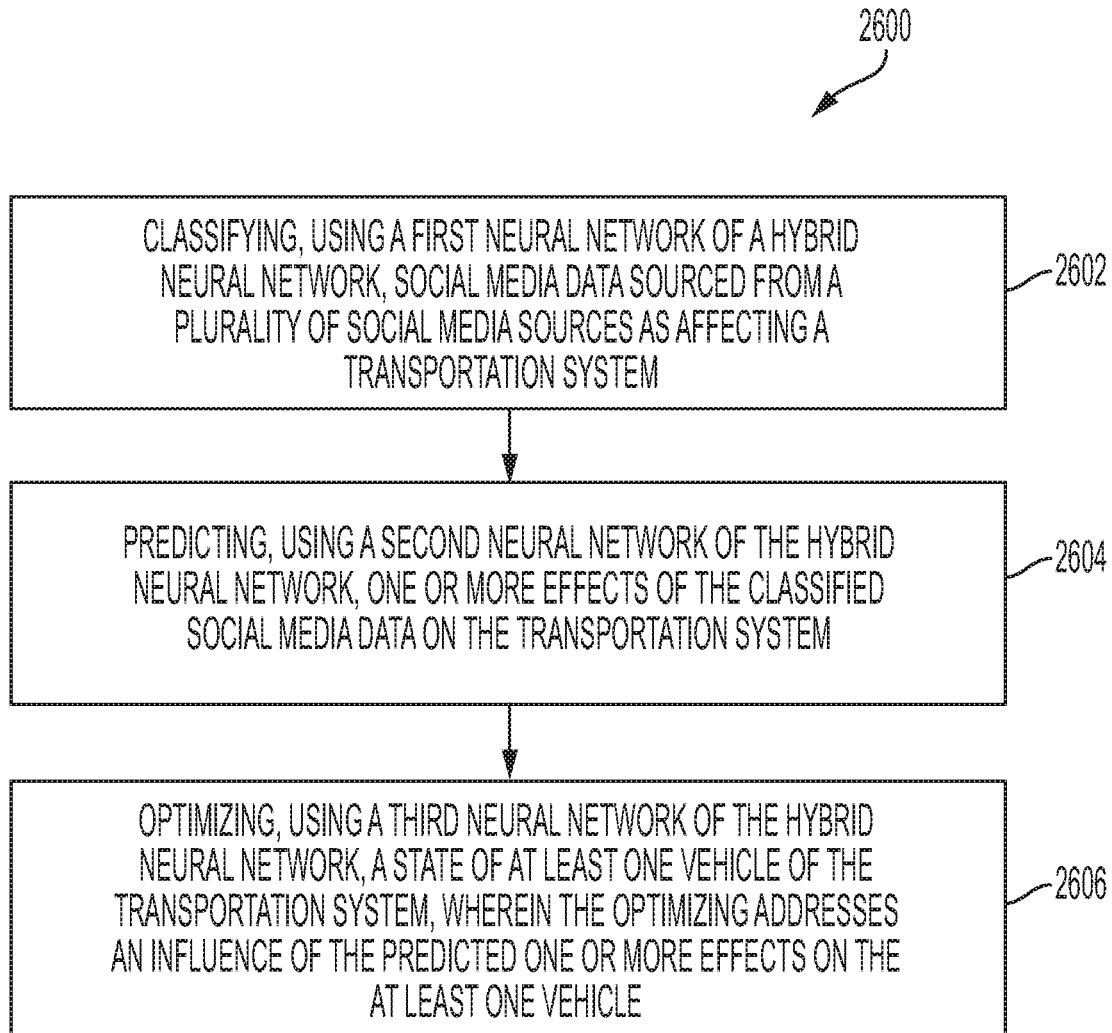 2600
CLASSIFYING, USING A FIRST NEURAL NETWORK OF A HYBRID
NEURAL NETWORK, SOCIAL MEDIA DATA SOURCED FROM A
PLURALITY OF SOCIAL MEDIA SOURCES AS AFFECTING A
TRANSPORTATION SYSTEM
2602
PREDICTING, USING A SECOND NEURAL NETWORK OF THE HYBRID
NEURAL NETWORK, ONE OR MORE EFFECTS OF THE CLASSIFIED
SOCIAL MEDIA DATA ON THE TRANSPORTATION SYSTEM
2604
OPTIMIZING, USING A THIRD NEURAL NETWORK OF THE HYBRID
NEURAL NETWORK, A STATE OF AT LEAST ONE VEHICLE OF THE
TRANSPORTATION SYSTEM, WHEREIN THE OPTIMIZING ADDRESSES
AN INFLUENCE OF THE PREDICTED ONE OR MORE EFFECTS ON THE
AT LEAST ONE VEHICLE
2606